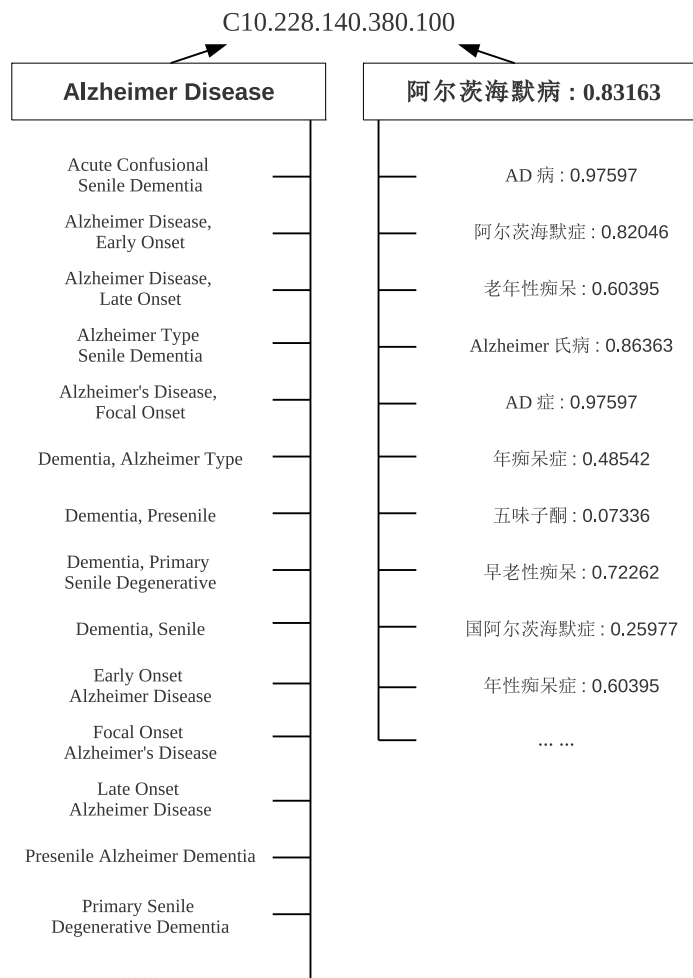 C10.228.140.380.100
Alzheimer Disease
Acute Confusional
Senile Dementia
Alzheimer Disease,
Early Onset
Alzheimer Disease,
Late Onset
Alzheimer Type
Senile Dementia
Alzheimer's Disease,
Focal Onset
Dementia, Alzheimer Type
Dementia, Presenile
Dementia, Primary
Senile Degenerative
Dementia, Senile
Early Onset
Alzheimer Disease
Focal Onset
Alzheimer's Disease
Late Onset
Alzheimer Disease
Presenile Alzheimer Dementia
Primary Senile
Degenerative Dementia
阿尔茨海默病 : 0.83163
AD 病 : 0.97597
阿尔茨海默症 : 0.82046
老年性痴呆 : 0.60395
Alzheimer 氏病 : 0.86363
AD 症 : 0.97597
年痴呆症 : 0.48542
五味子酮 : 0.07336
早老性痴呆 : 0.72262
国阿尔茨海默症 : 0.25977
年性痴呆症 : 0.60395
... ...